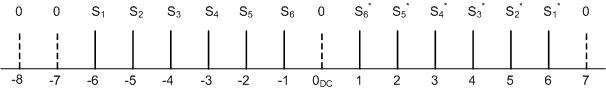 0 0 S₁ S₂ S₃ S₄ S₅ S₆ 0 S₆* S₅* S₄* S₃* S₂* S₁* 0
-8 -7 -6 -5 -4 -3 -2 -1 0DC 1 2 3 4 5 6 7